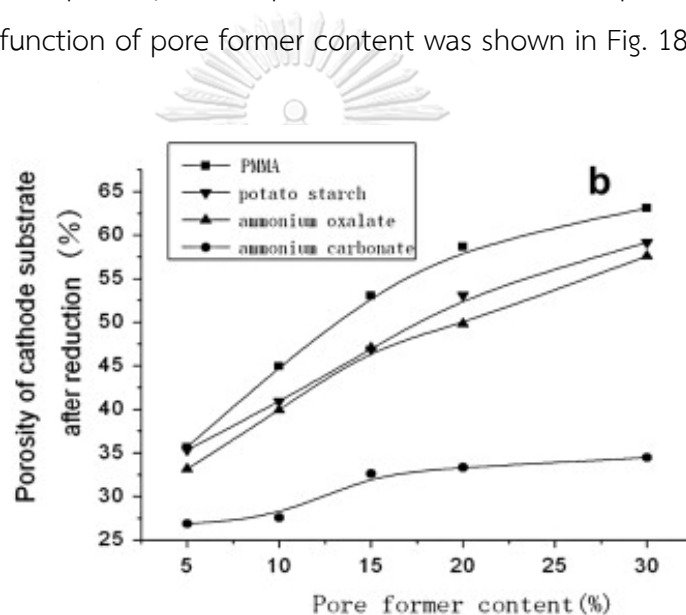 function of pore former content was shown in Fig. 18
b
PMMA
potato starch
ammonium oxalate
ammonium carbonate
Porosity of cathode substrate
after reduction (%)
65
60
55
50
45
40
35
30
25
5 10 15 20 25 30
Pore former content(%)